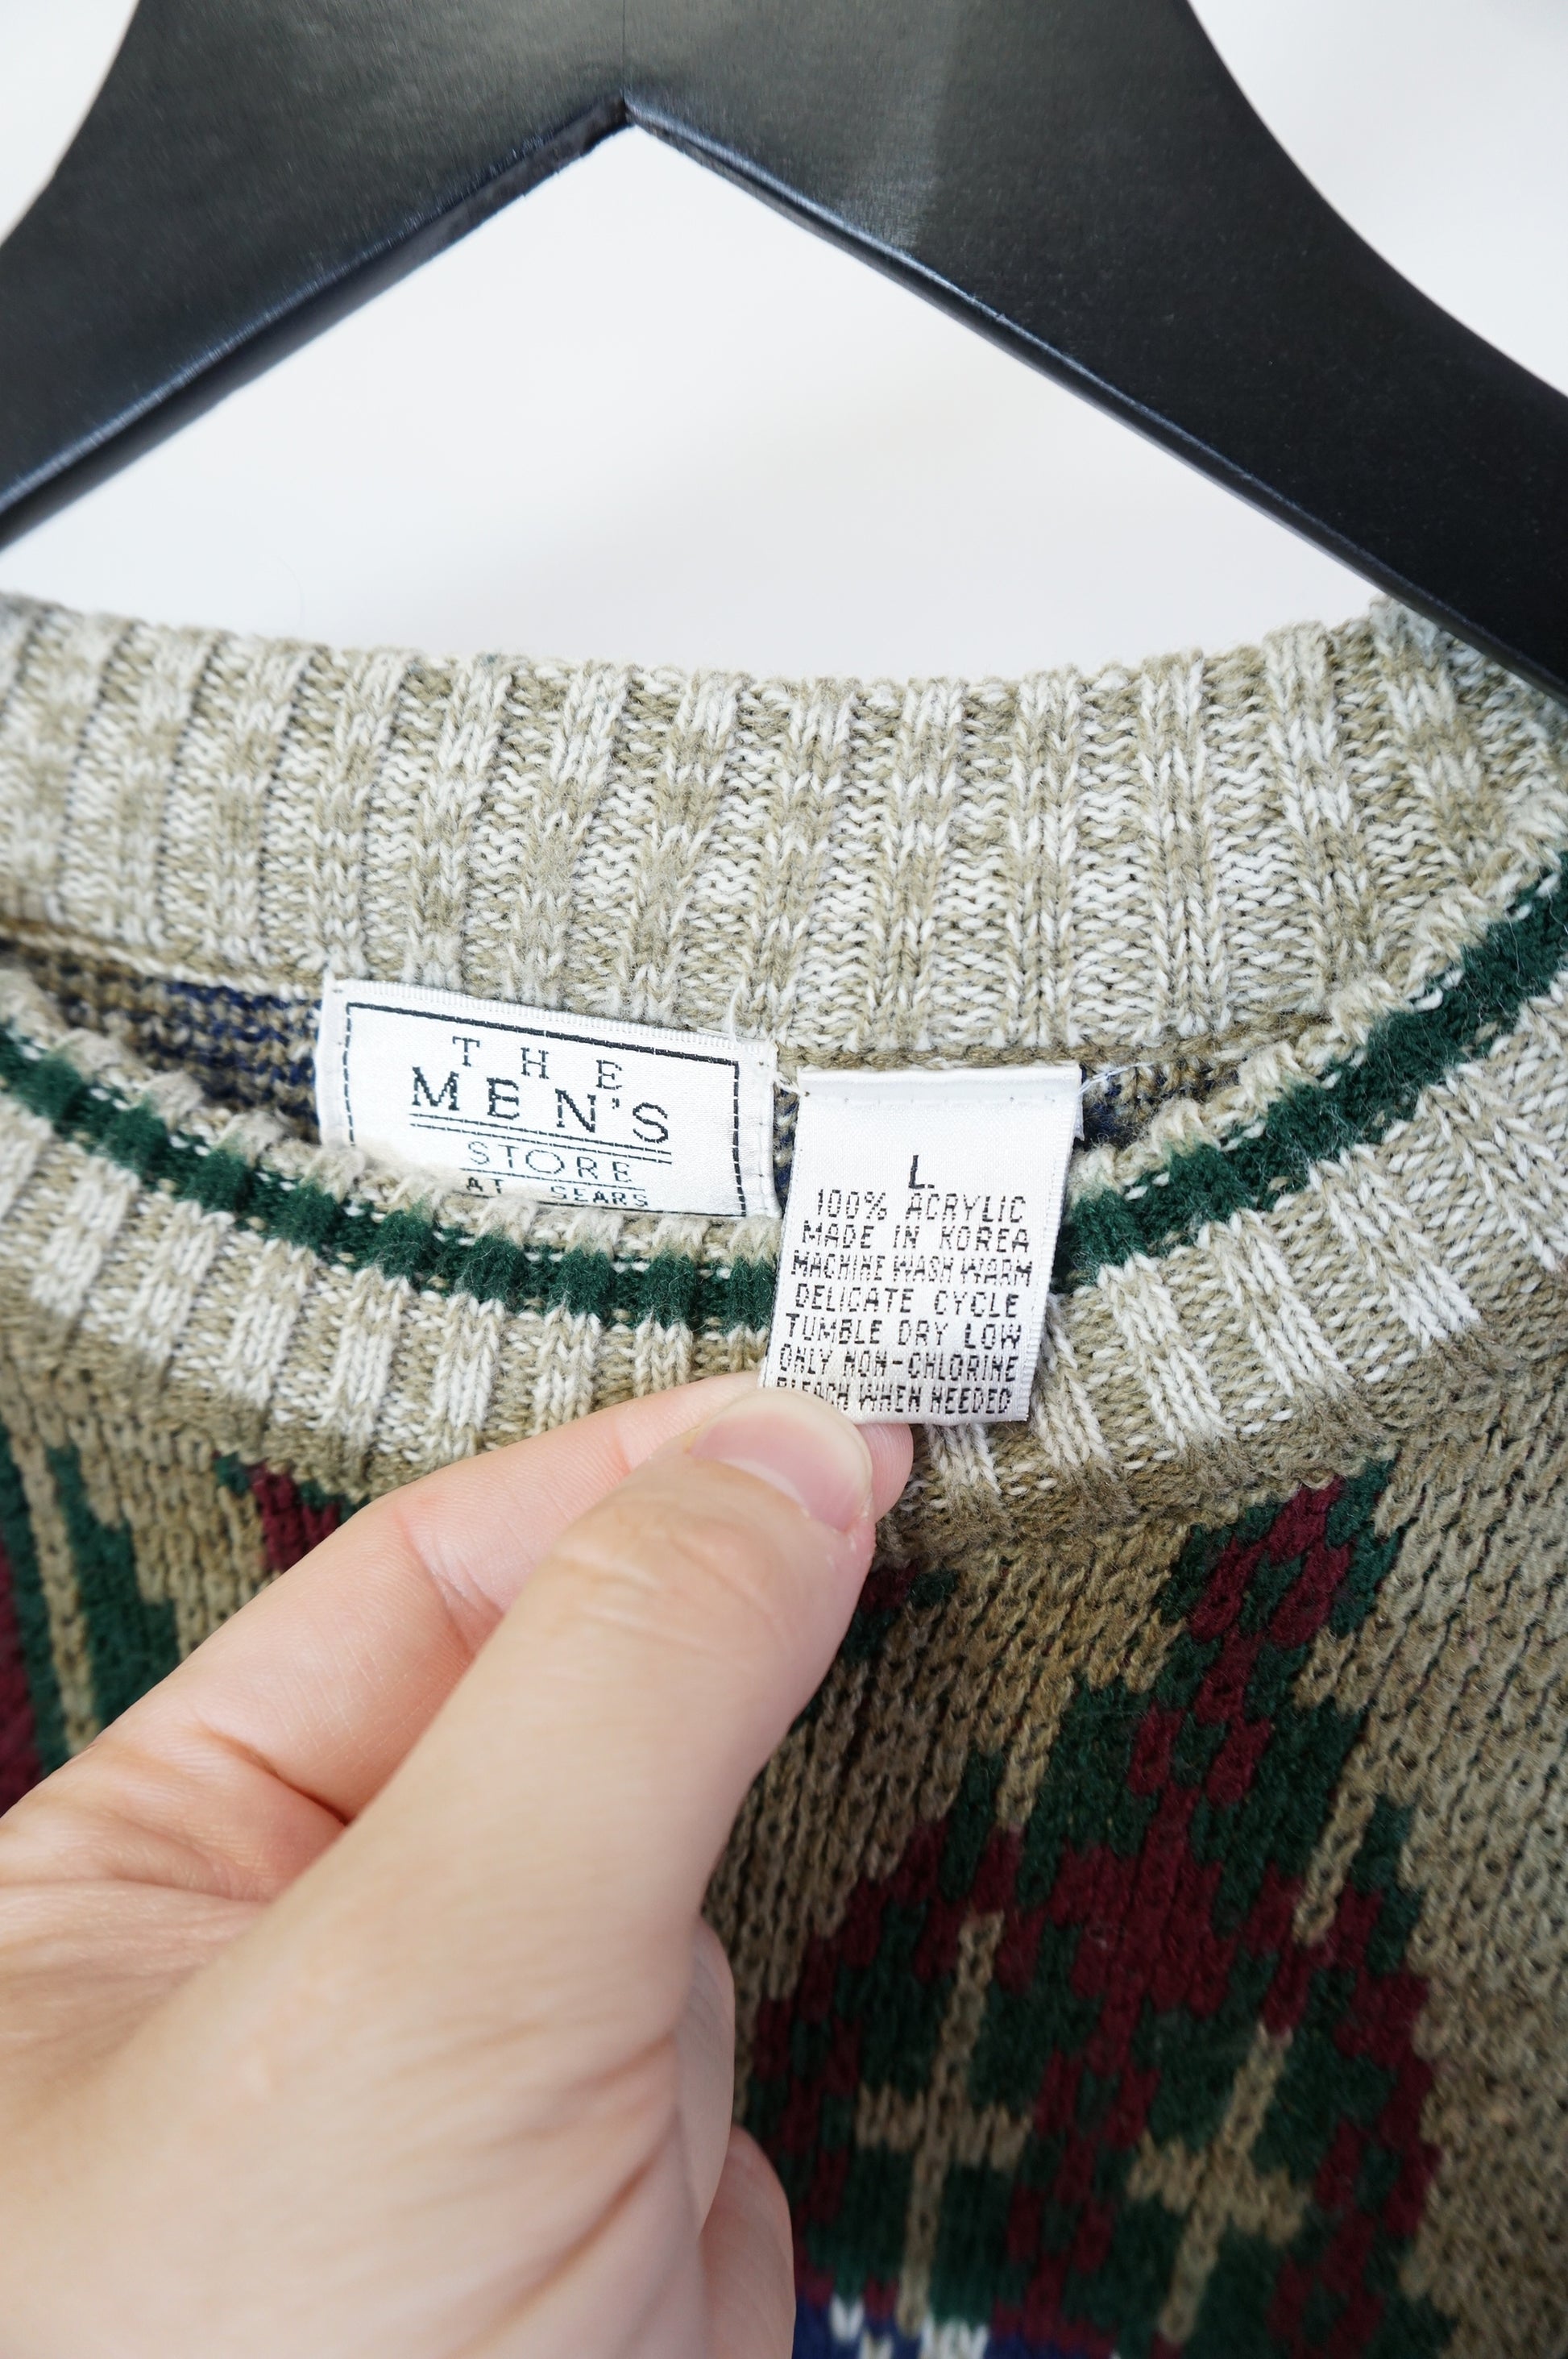 THE
MEN'S
STORE
AT SEARS
L
100% ACRYLIC
MADE IN KOREA
MACHINE WASH WARM
DELICATE CYCLE
TUMBLE DRY LOW
ONLY NON-CHLORINE
BLEACH WHEN NEEDED